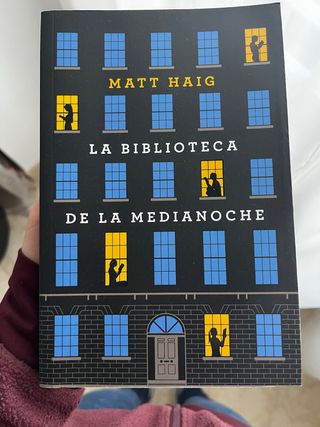 MATT HAIG
LA BIBLIOTECA
DE LA MEDIANOCHE